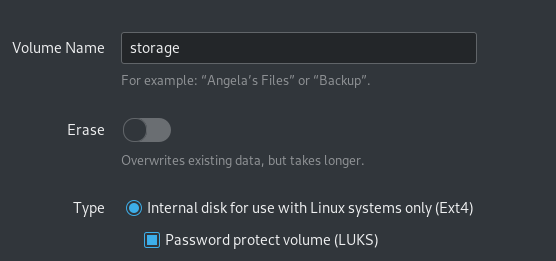 Volume Name storage
For example: “Angela’s Files” or “Backup”.
Erase
Overwrites existing data, but takes longer.
Type Internal disk for use with Linux systems only (Ext4)
Password protect volume (LUKS)